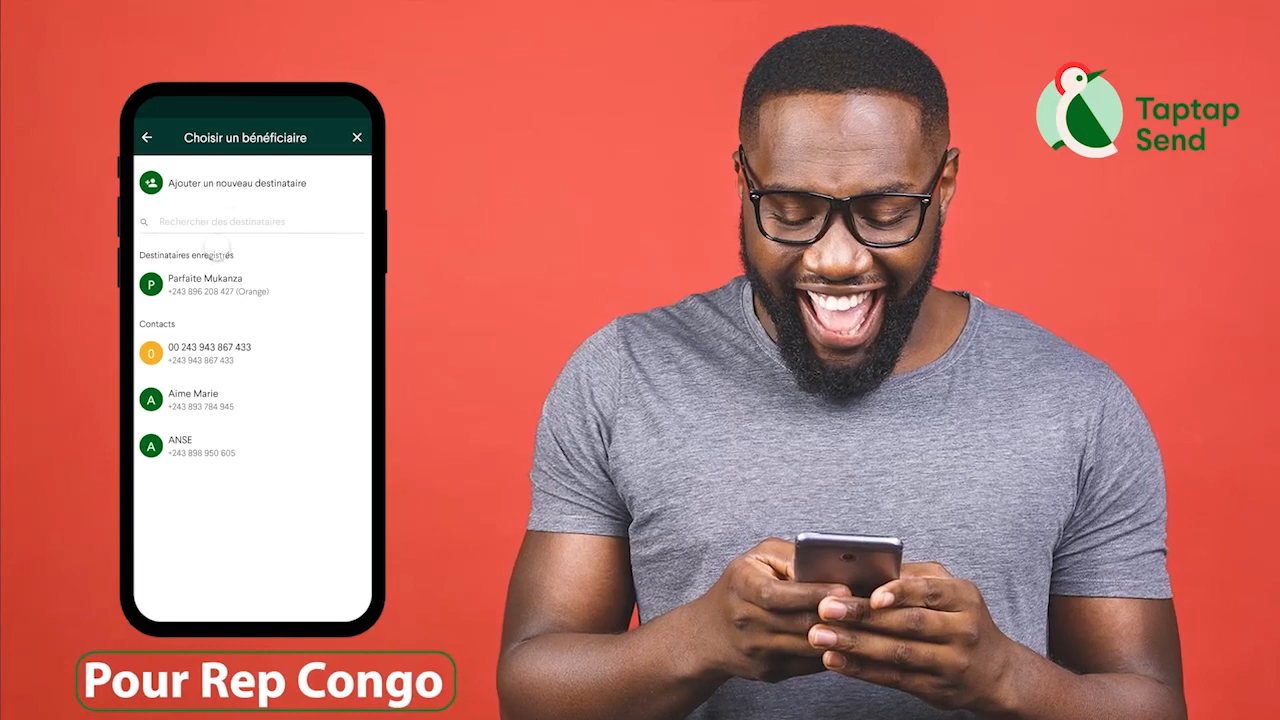 Choisir un bénéficiaire
Ajouter un nouveau destinataire
Rechercher des destinataires
Destinataires enregistrés
P
Parfaite Mukanza
+243 896 208 427 (Orange)
Contacts
0
00 243 943 867 433
+243 943 867 433
A
Aime Marie
+243 893 784 945
A
ANSE
+243 898 950 605
Pour Rep Congo
Taptap
Send